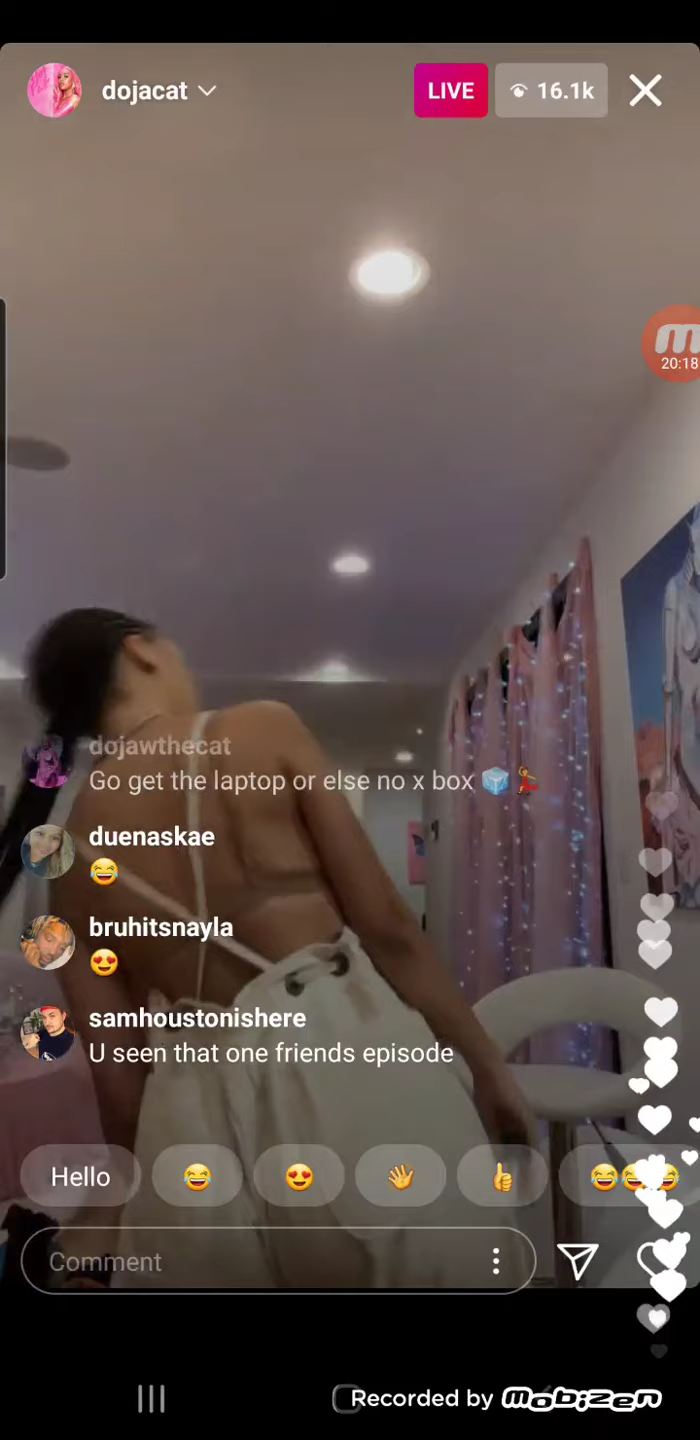 dojacat
LIVE
16.1k
20:18
dojawthecat
Go get the laptop or else no x box 🧊💃
duenaskae
😂
bruhitsnayla
😍
samhoustonishere
U seen that one friends episode
Hello
😂
😍
👋
👍
😂😂😂
Comment
Recorded by mobizen